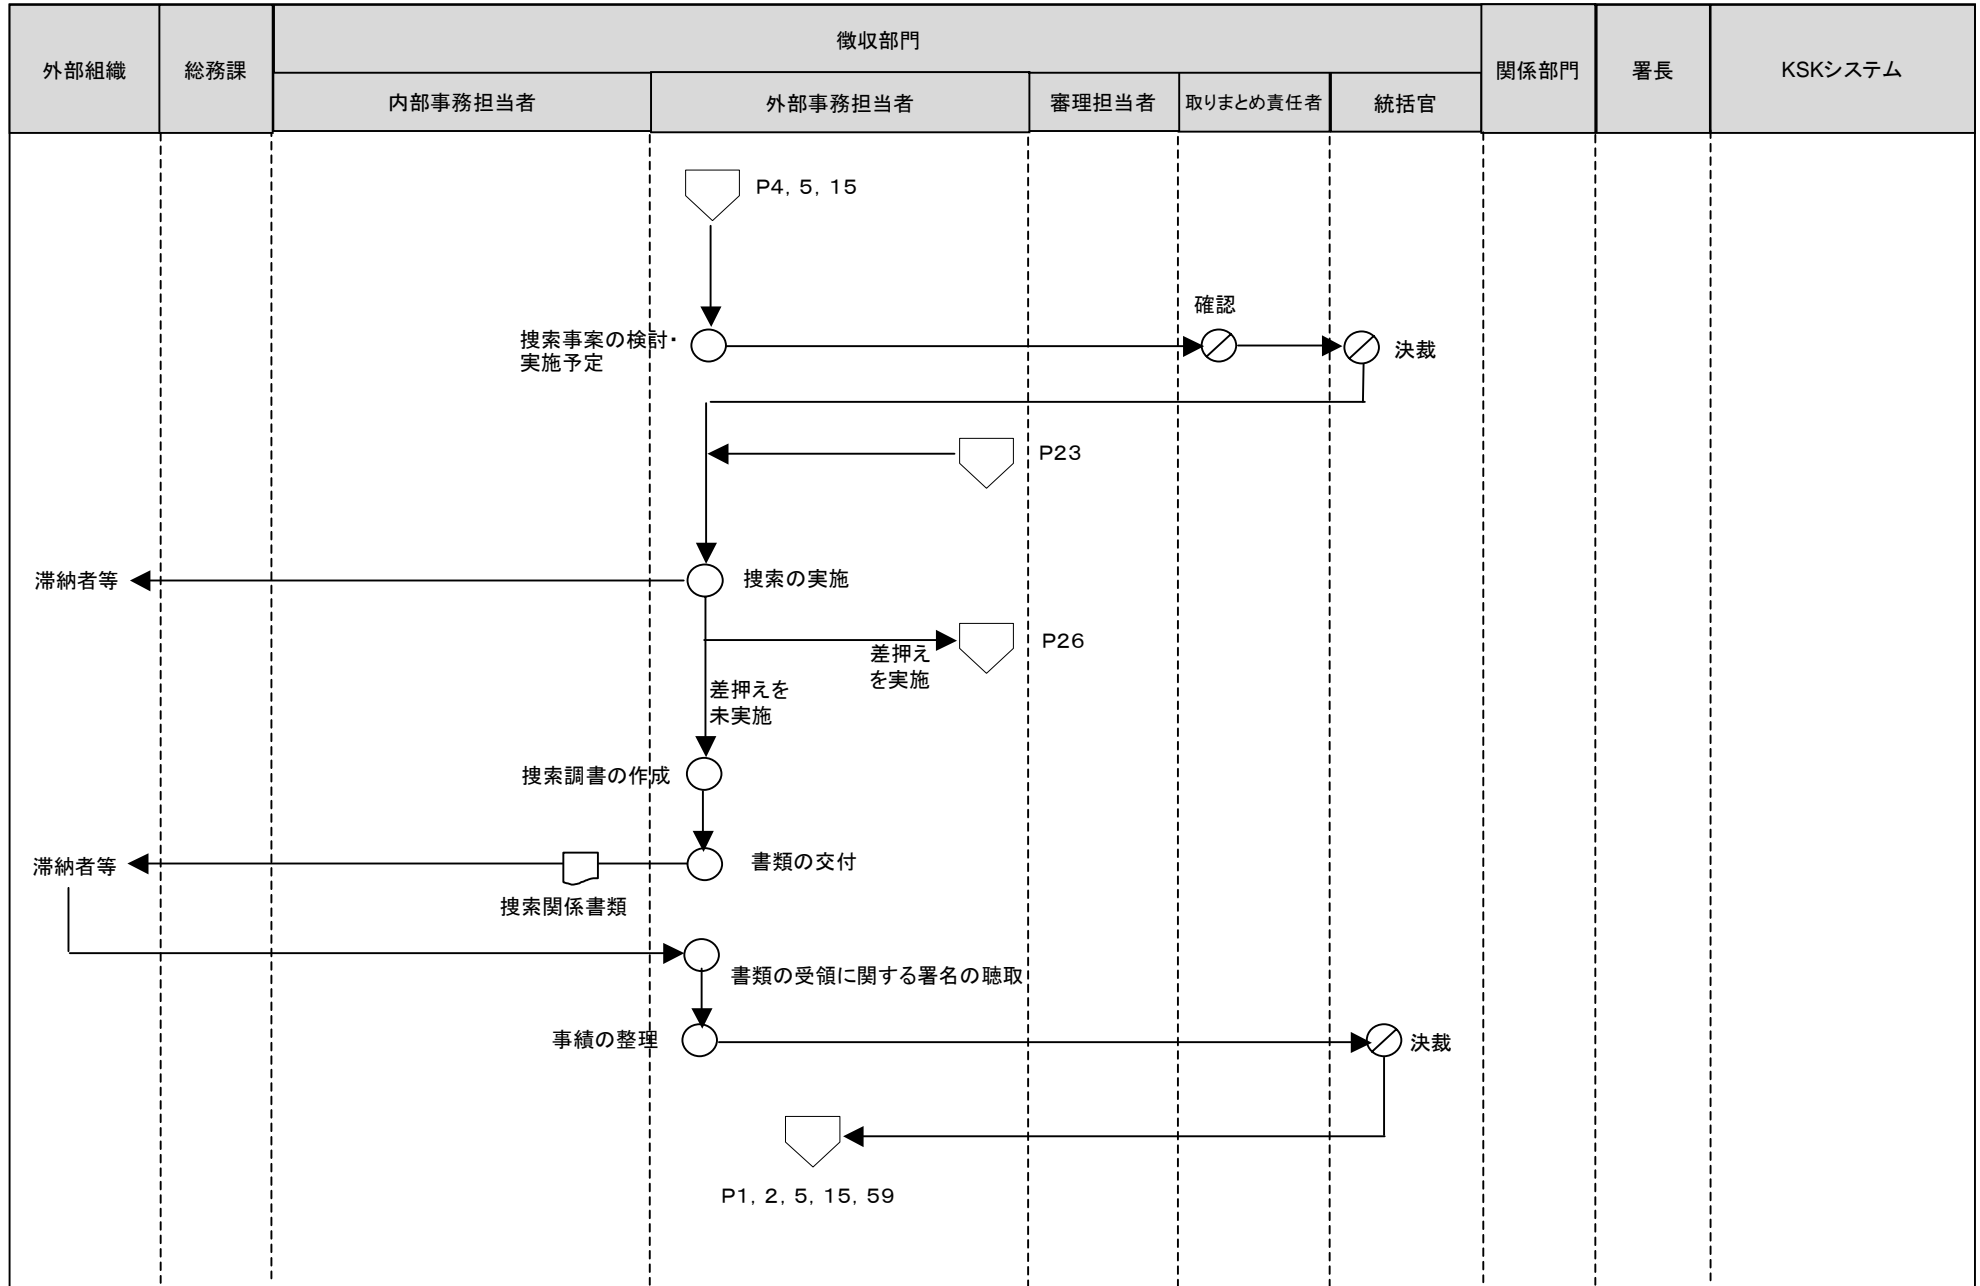 外部組織
総務課
徴収部門
関係部門
署長
KSKシステム
内部事務担当者
外部事務担当者
審理担当者
取りまとめ責任者
統括官
P4, 5, 15
捜索事案の検討・
実施予定
確認
決裁
P23
滞納者等
捜索の実施
P26
差押え
を実施
差押えを
未実施
捜索調書の作成
滞納者等
書類の交付
捜索関係書類
書類の受領に関する署名の聴取
事績の整理
決裁
P1, 2, 5, 15, 59